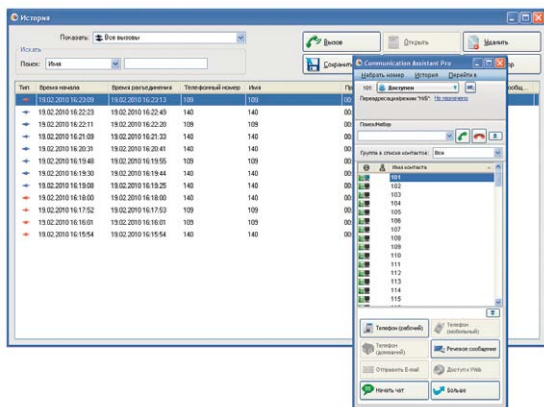 История
Показать: Все вызовы
Искать
Поиск: Имя
Вызов
Открыть
Удалить
Сохранить
Тип Время начала Время разъединения Телефонный номер Имя
19.02.2010 16:23:09 19.02.2010 16:23:13 109 109
19.02.2010 16:22:23 19.02.2010 16:22:49 140 140
19.02.2010 16:22:11 19.02.2010 16:22:20 109 109
19.02.2010 16:21:09 19.02.2010 16:21:33 140 140
19.02.2010 16:20:31 19.02.2010 16:20:41 140 140
19.02.2010 16:19:48 19.02.2010 16:19:55 109 109
19.02.2010 16:19:30 19.02.2010 16:19:44 140 140
19.02.2010 16:19:08 19.02.2010 16:19:25 140 140
19.02.2010 16:18:00 19.02.2010 16:18:00 140 140
19.02.2010 16:17:52 19.02.2010 16:17:53 109 109
19.02.2010 16:16:01 19.02.2010 16:16:01 109 109
19.02.2010 16:15:54 19.02.2010 16:15:54 140 140
Communication Assistant Pro
Набрать номер История Перейти в
101: Доступен
Переадресация/режим "НБ": Не назначено
Поиск/Набор
Группа в списке контактов: Все
Имя контакта
101
102
103
104
105
106
107
108
109
110
111
112
113
114
115
Телефон (рабочий)
Телефон (мобильный)
Телефон (домашний)
Речевое сообщение
Отправить E-mail
Доступ к Web
Начать чат
Больше